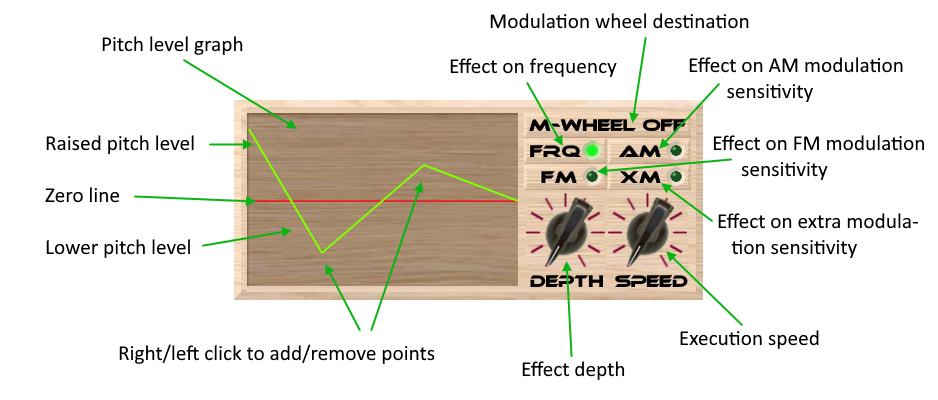 Modulation wheel destination
Pitch level graph
Effect on frequency
Effect on AM modulation
sensitivity
M-WHEEL OFF
Raised pitch level
FRQ
AM
Effect on FM modulation
sensitivity
FM
XM
Zero line
Effect on extra modula-
tion sensitivity
Lower pitch level
DEPTH
SPEED
Execution speed
Right/left click to add/remove points
Effect depth